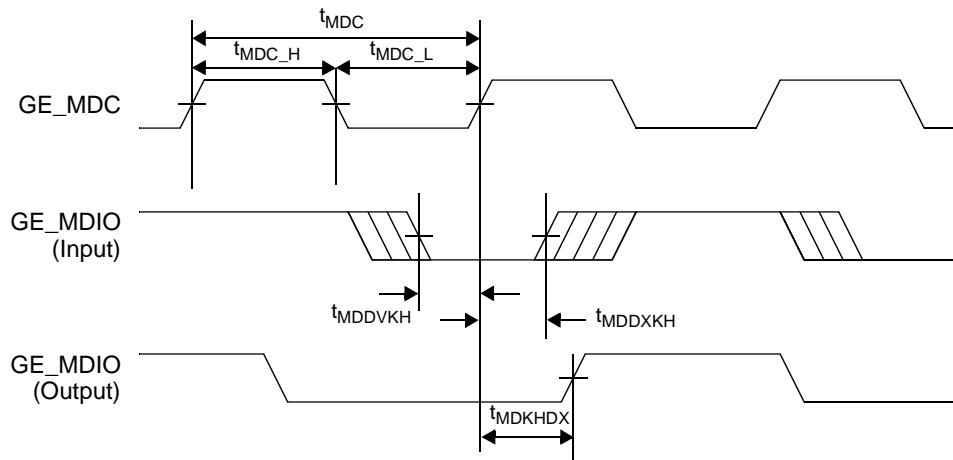 tMDC
tMDC_H
tMDC_L
GE_MDC
GE_MDIO
(Input)
tMDDVKH
tMDDXKH
GE_MDIO
(Output)
tMDKHDX